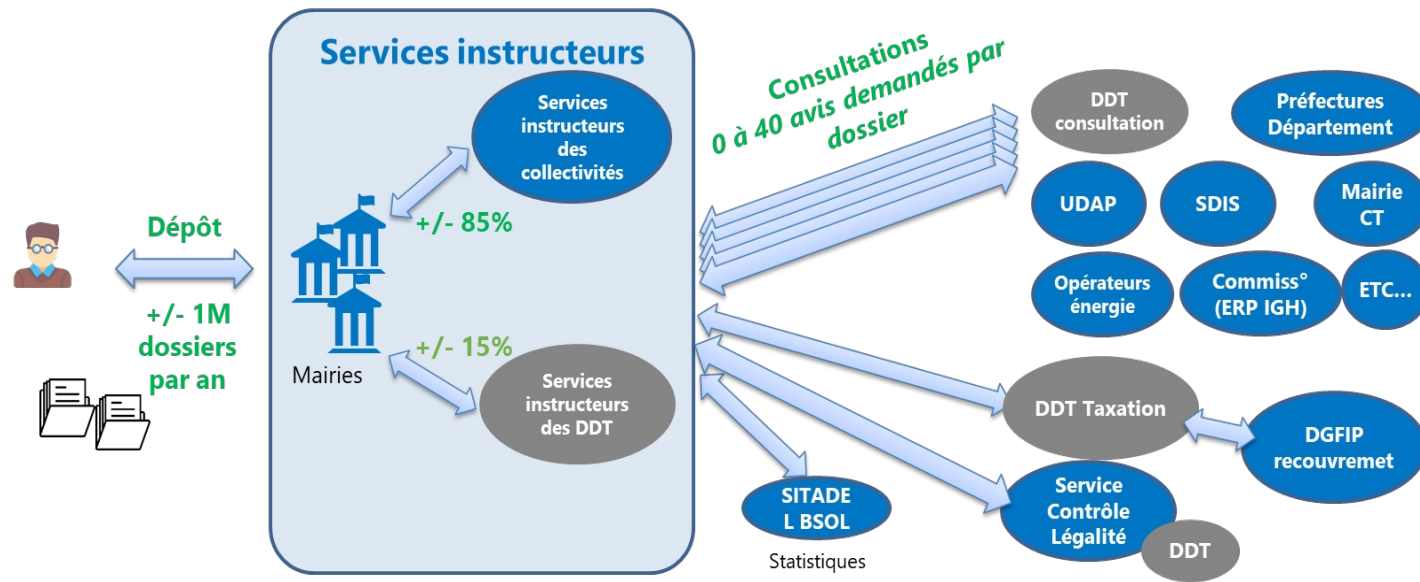 Services instructeurs
Services
instructeurs
des
collectivités
+/- 85%
Dépôt
+/- 1M
dossiers
par an
Mairies
+/- 15%
Services
instructeurs
des DDT
Consultations
0 à 40 avis demandés par
dossier
DDT
consultation
Préfectures
Département
UDAP
SDIS
Mairie
CT
Opérateurs
énergie
Commiss°
(ERP IGH)
ETC...
DDT Taxation
DGFIP
recouvremet
SITADE
L BSOL
Statistiques
Service
Contrôle
Légalité
DDT